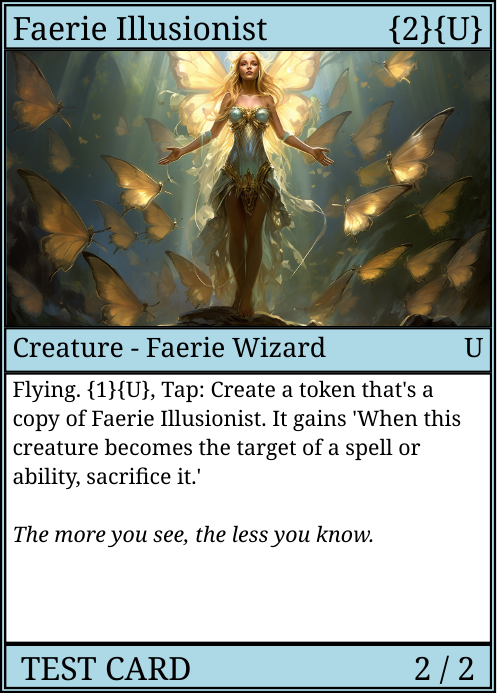 Faerie Illusionist {2}{U}
Creature - Faerie Wizard U
Flying. {1}{U}, Tap: Create a token that's a
copy of Faerie Illusionist. It gains 'When this
creature becomes the target of a spell or
ability, sacrifice it.'
The more you see, the less you know.
TEST CARD 2 / 2